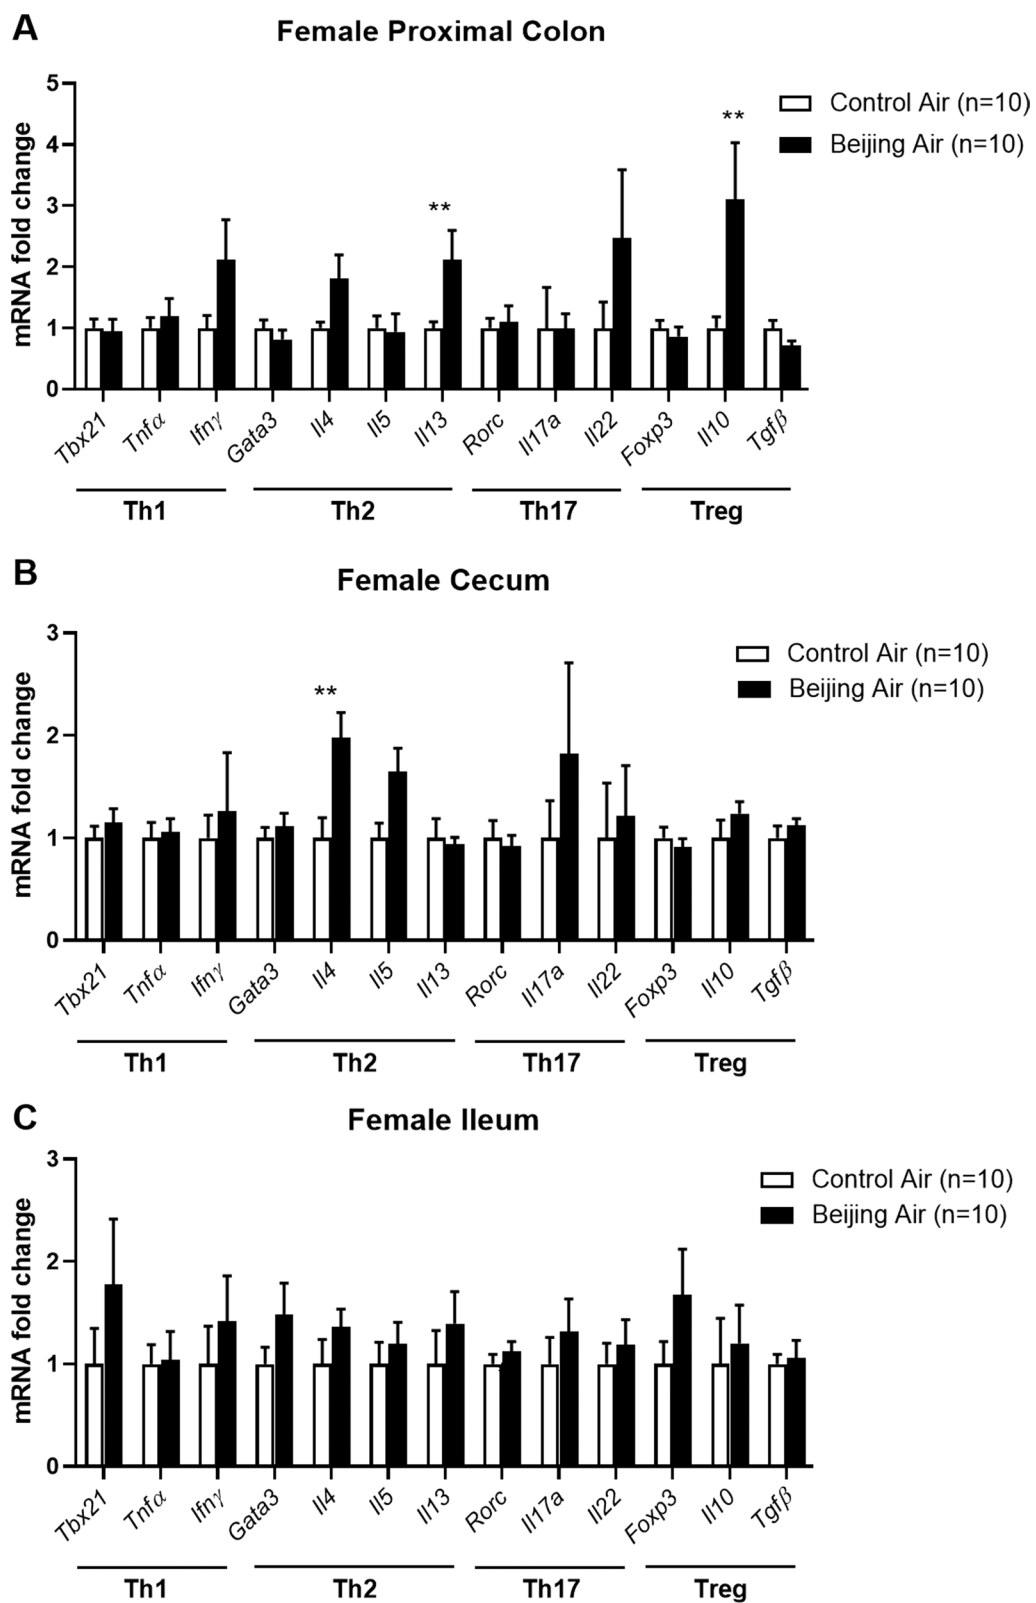 A
Female Proximal Colon
mRNA fold change
5
4
3
2
1
0
Control Air (n=10)
Beijing Air (n=10)
**
**
Tbx21 Tnfα Ifnγ Gata3 Il4 Il5 Il13 Rorc Il17a Il22 Foxp3 Il10 Tgfβ
Th1 Th2 Th17 Treg
B
Female Cecum
mRNA fold change
3
2
1
0
Control Air (n=10)
Beijing Air (n=10)
**
Tbx21 Tnfα Ifnγ Gata3 Il4 Il5 Il13 Rorc Il17a Il22 Foxp3 Il10 Tgfβ
Th1 Th2 Th17 Treg
C
Female Ileum
mRNA fold change
3
2
1
0
Control Air (n=10)
Beijing Air (n=10)
Tbx21 Tnfα Ifnγ Gata3 Il4 Il5 Il13 Rorc Il17a Il22 Foxp3 Il10 Tgfβ
Th1 Th2 Th17 Treg